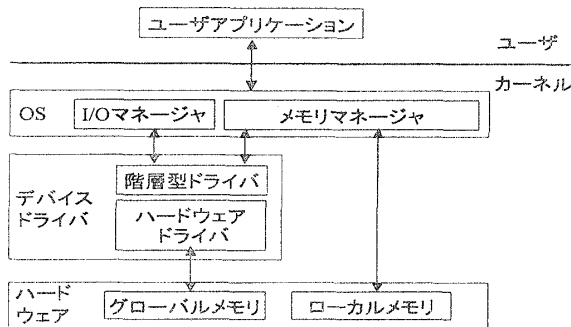 ユーザアプリケーション
ユーザ
カーネル
OS
I/Oマネージャ
メモリマネージャ
デバイス
ドライバ
階層型ドライバ
ハードウェア
ドライバ
ハード
ウェア
グローバルメモリ
ローカルメモリ